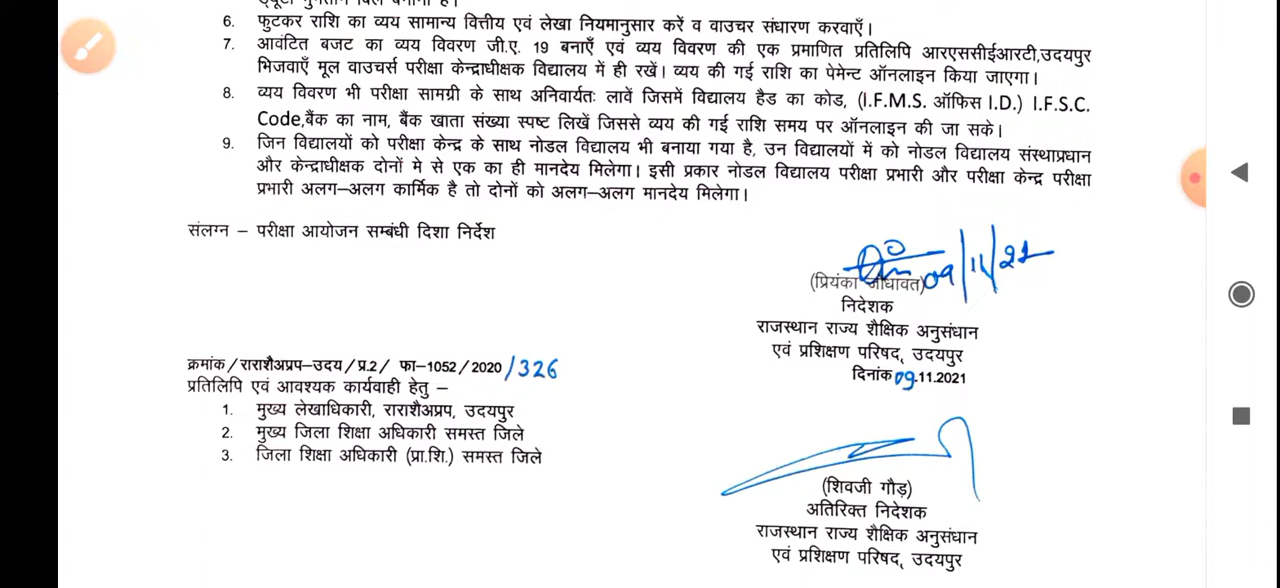 6. फुटकर राशि का व्यय सामान्य वित्तीय एवं लेखा नियमानुसार करें व वाउचर संधारण करवाएँ।
7. आवंटित बजट का व्यय विवरण जी.ए. 19 बनाएँ एवं व्यय विवरण की एक प्रमाणित प्रतिलिपि आरएससीईआरटी,उदयपुर
भिजवाएँ मूल वाउचर्स परीक्षा केन्द्राधीक्षक विद्यालय में ही रखें। व्यय की गई राशि का पेमेन्ट ऑनलाइन किया जाएगा।
8. व्यय विवरण भी परीक्षा सामग्री के साथ अनिवार्यतः लावें जिसमें विद्यालय हैड का कोड, (I.F.M.S. ऑफिस I.D.) I.F.S.C.
Code,बैंक का नाम, बैंक खाता संख्या स्पष्ट लिखें जिससे व्यय की गई राशि समय पर ऑनलाइन की जा सके।
9. जिन विद्यालयों को परीक्षा केन्द्र के साथ नोडल विद्यालय भी बनाया गया है, उन विद्यालयों में को नोडल विद्यालय संस्थाप्रधान
और केन्द्राधीक्षक दोनों मे से एक का ही मानदेय मिलेगा। इसी प्रकार नोडल विद्यालय परीक्षा प्रभारी और परीक्षा केन्द्र परीक्षा
प्रभारी अलग–अलग कार्मिक है तो दोनों को अलग–अलग मानदेय मिलेगा।
संलग्न – परीक्षा आयोजन सम्बंधी दिशा निर्देश
09/11/21
(प्रियंका जोधावत)
निदेशक
राजस्थान राज्य शैक्षिक अनुसंधान
एवं प्रशिक्षण परिषद, उदयपुर
दिनांक 09.11.2021
क्रमांक/राराशैअप्रप–उदय/प्र.2/ फा–1052/2020/326
प्रतिलिपि एवं आवश्यक कार्यवाही हेतु –
1. मुख्य लेखाधिकारी, राराशैअप्रप, उदयपुर
2. मुख्य जिला शिक्षा अधिकारी समस्त जिले
3. जिला शिक्षा अधिकारी (प्रा.शि.) समस्त जिले
(शिवजी गौड़)
अतिरिक्त निदेशक
राजस्थान राज्य शैक्षिक अनुसंधान
एवं प्रशिक्षण परिषद, उदयपुर